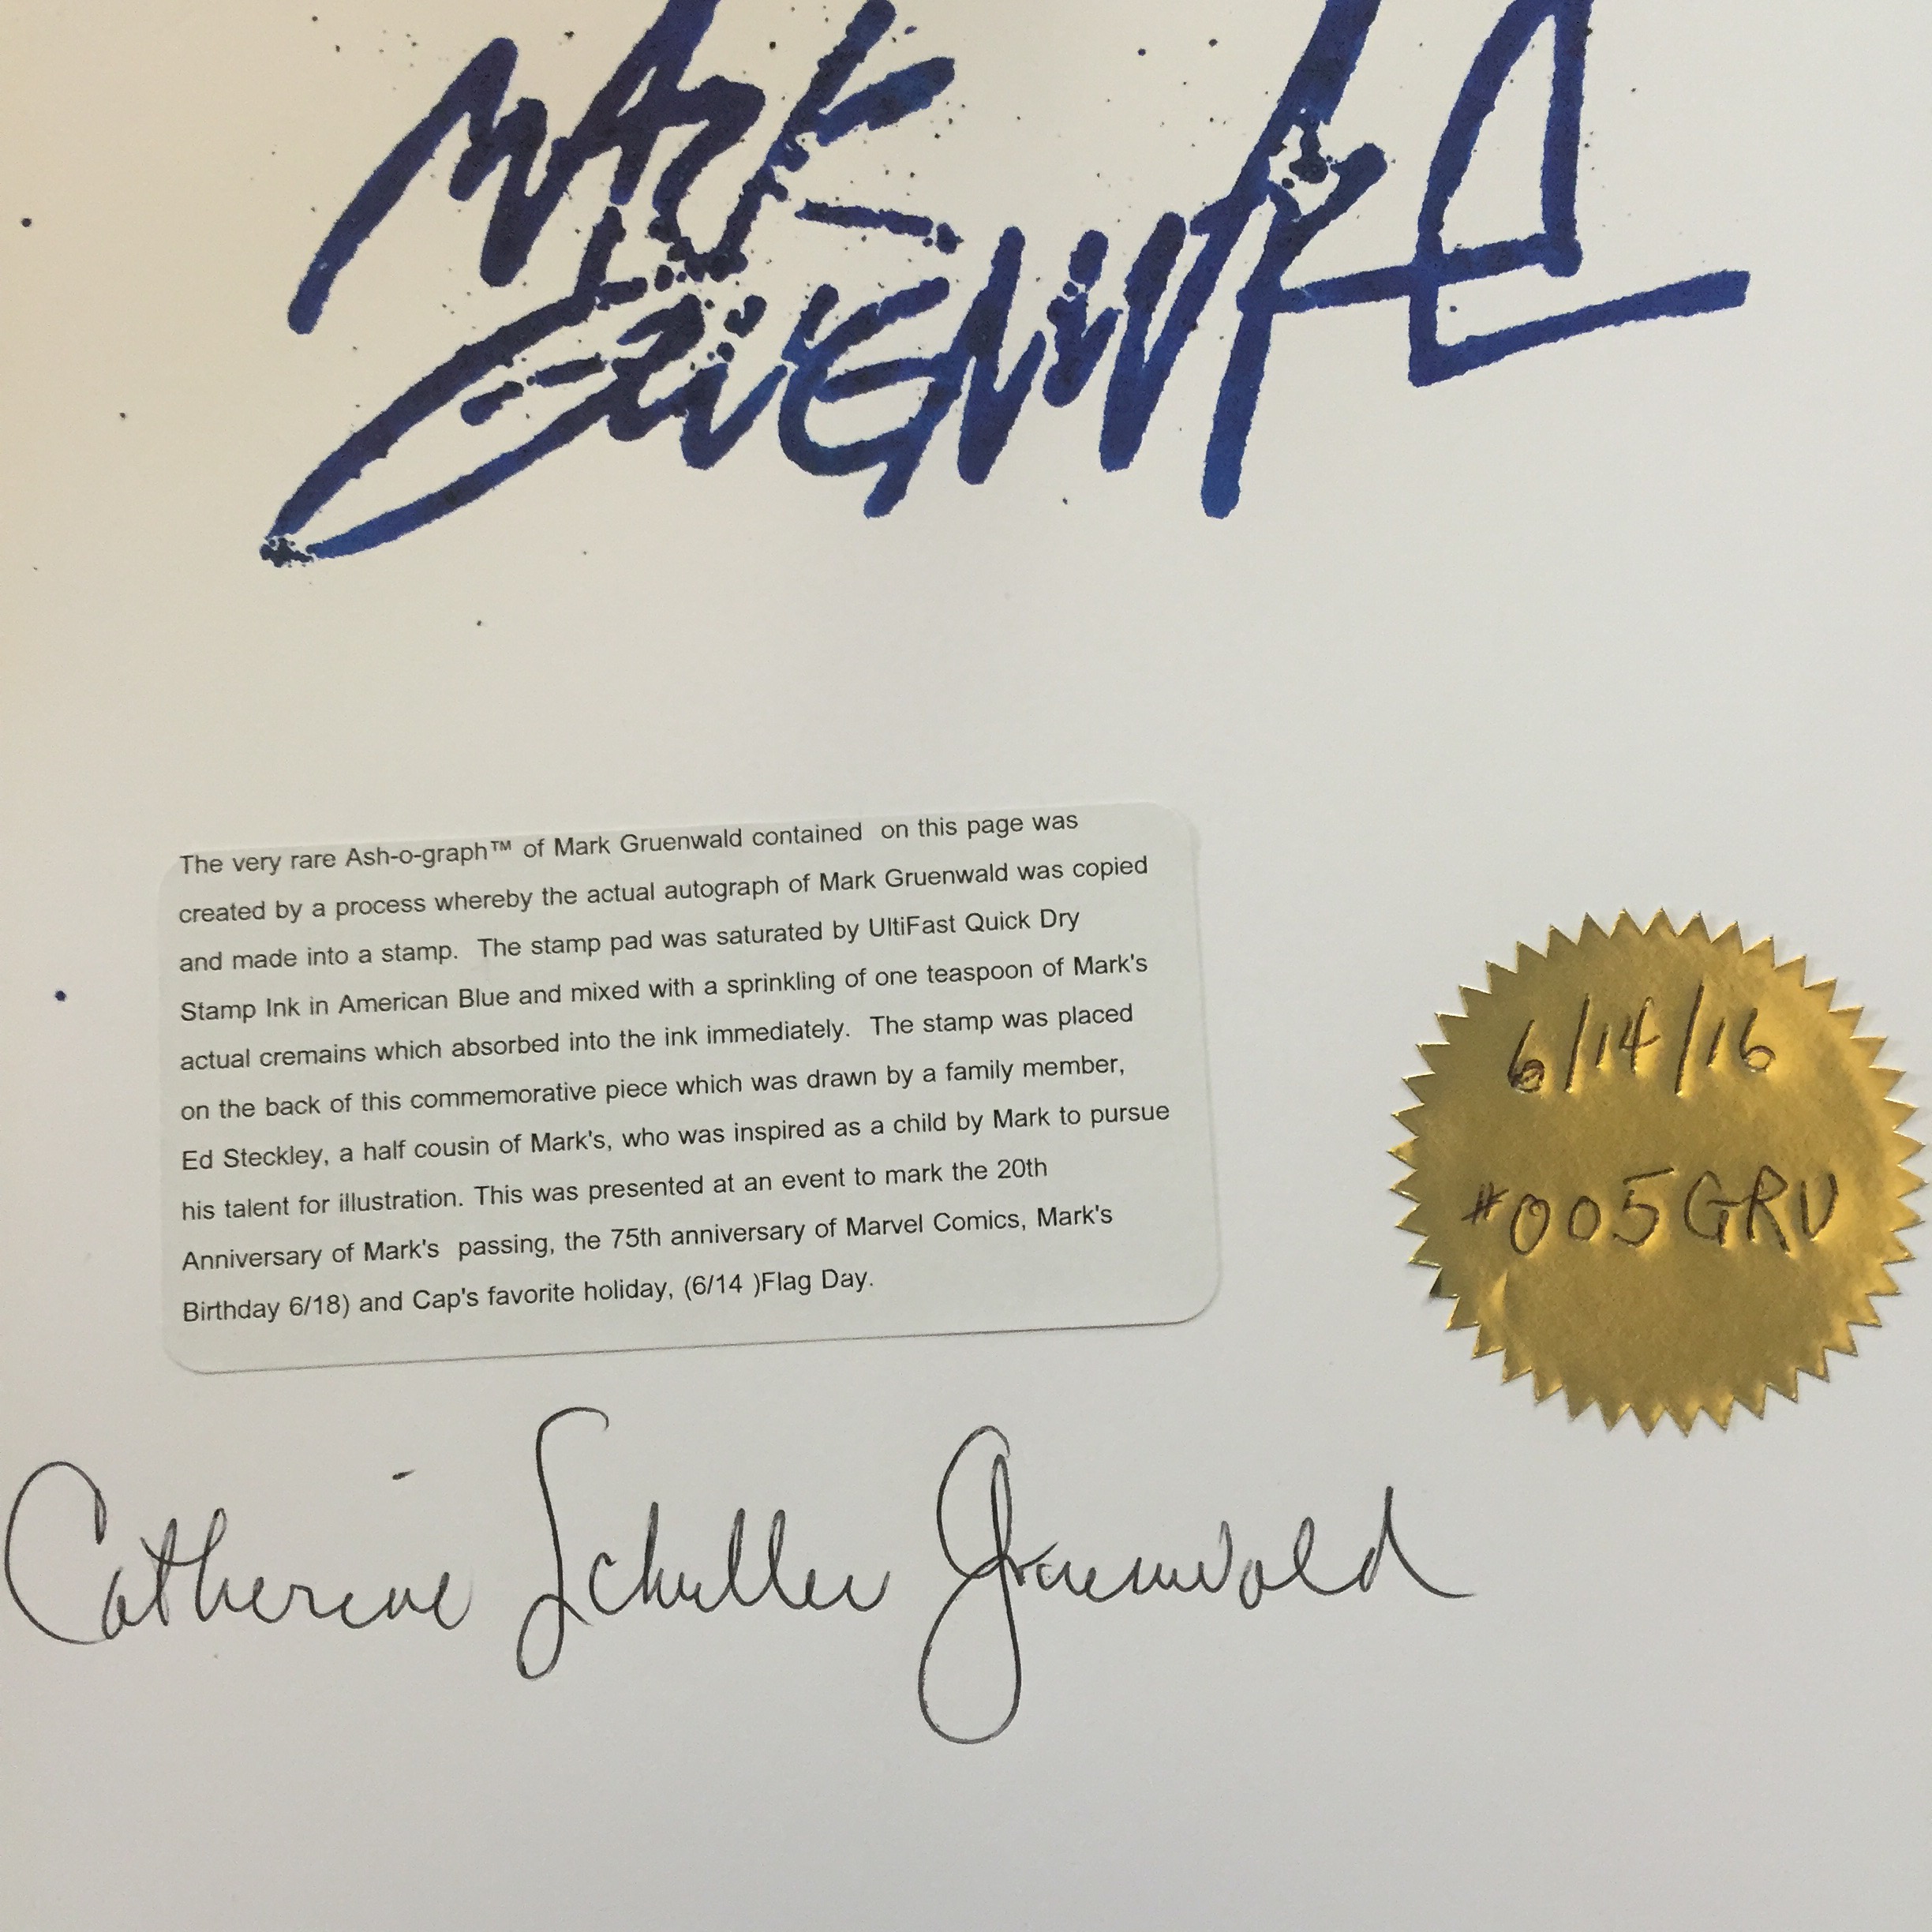 MARK
GRUENWALD
The very rare Ash-o-graph™ of Mark Gruenwald contained  on this page was
created by a process whereby the actual autograph of Mark Gruenwald was copied
and made into a stamp.  The stamp pad was saturated by UltiFast Quick Dry
Stamp Ink in American Blue and mixed with a sprinkling of one teaspoon of Mark's
actual cremains which absorbed into the ink immediately.  The stamp was placed
on the back of this commemorative piece which was drawn by a family member,
Ed Steckley, a half cousin of Mark's, who was inspired as a child by Mark to pursue
his talent for illustration. This was presented at an event to mark the 20th
Anniversary of Mark's  passing, the 75th anniversary of Marvel Comics, Mark's
Birthday 6/18) and Cap's favorite holiday, (6/14 )Flag Day.
6/14/16
#005GRU
Catherine Schuller Gruenwald